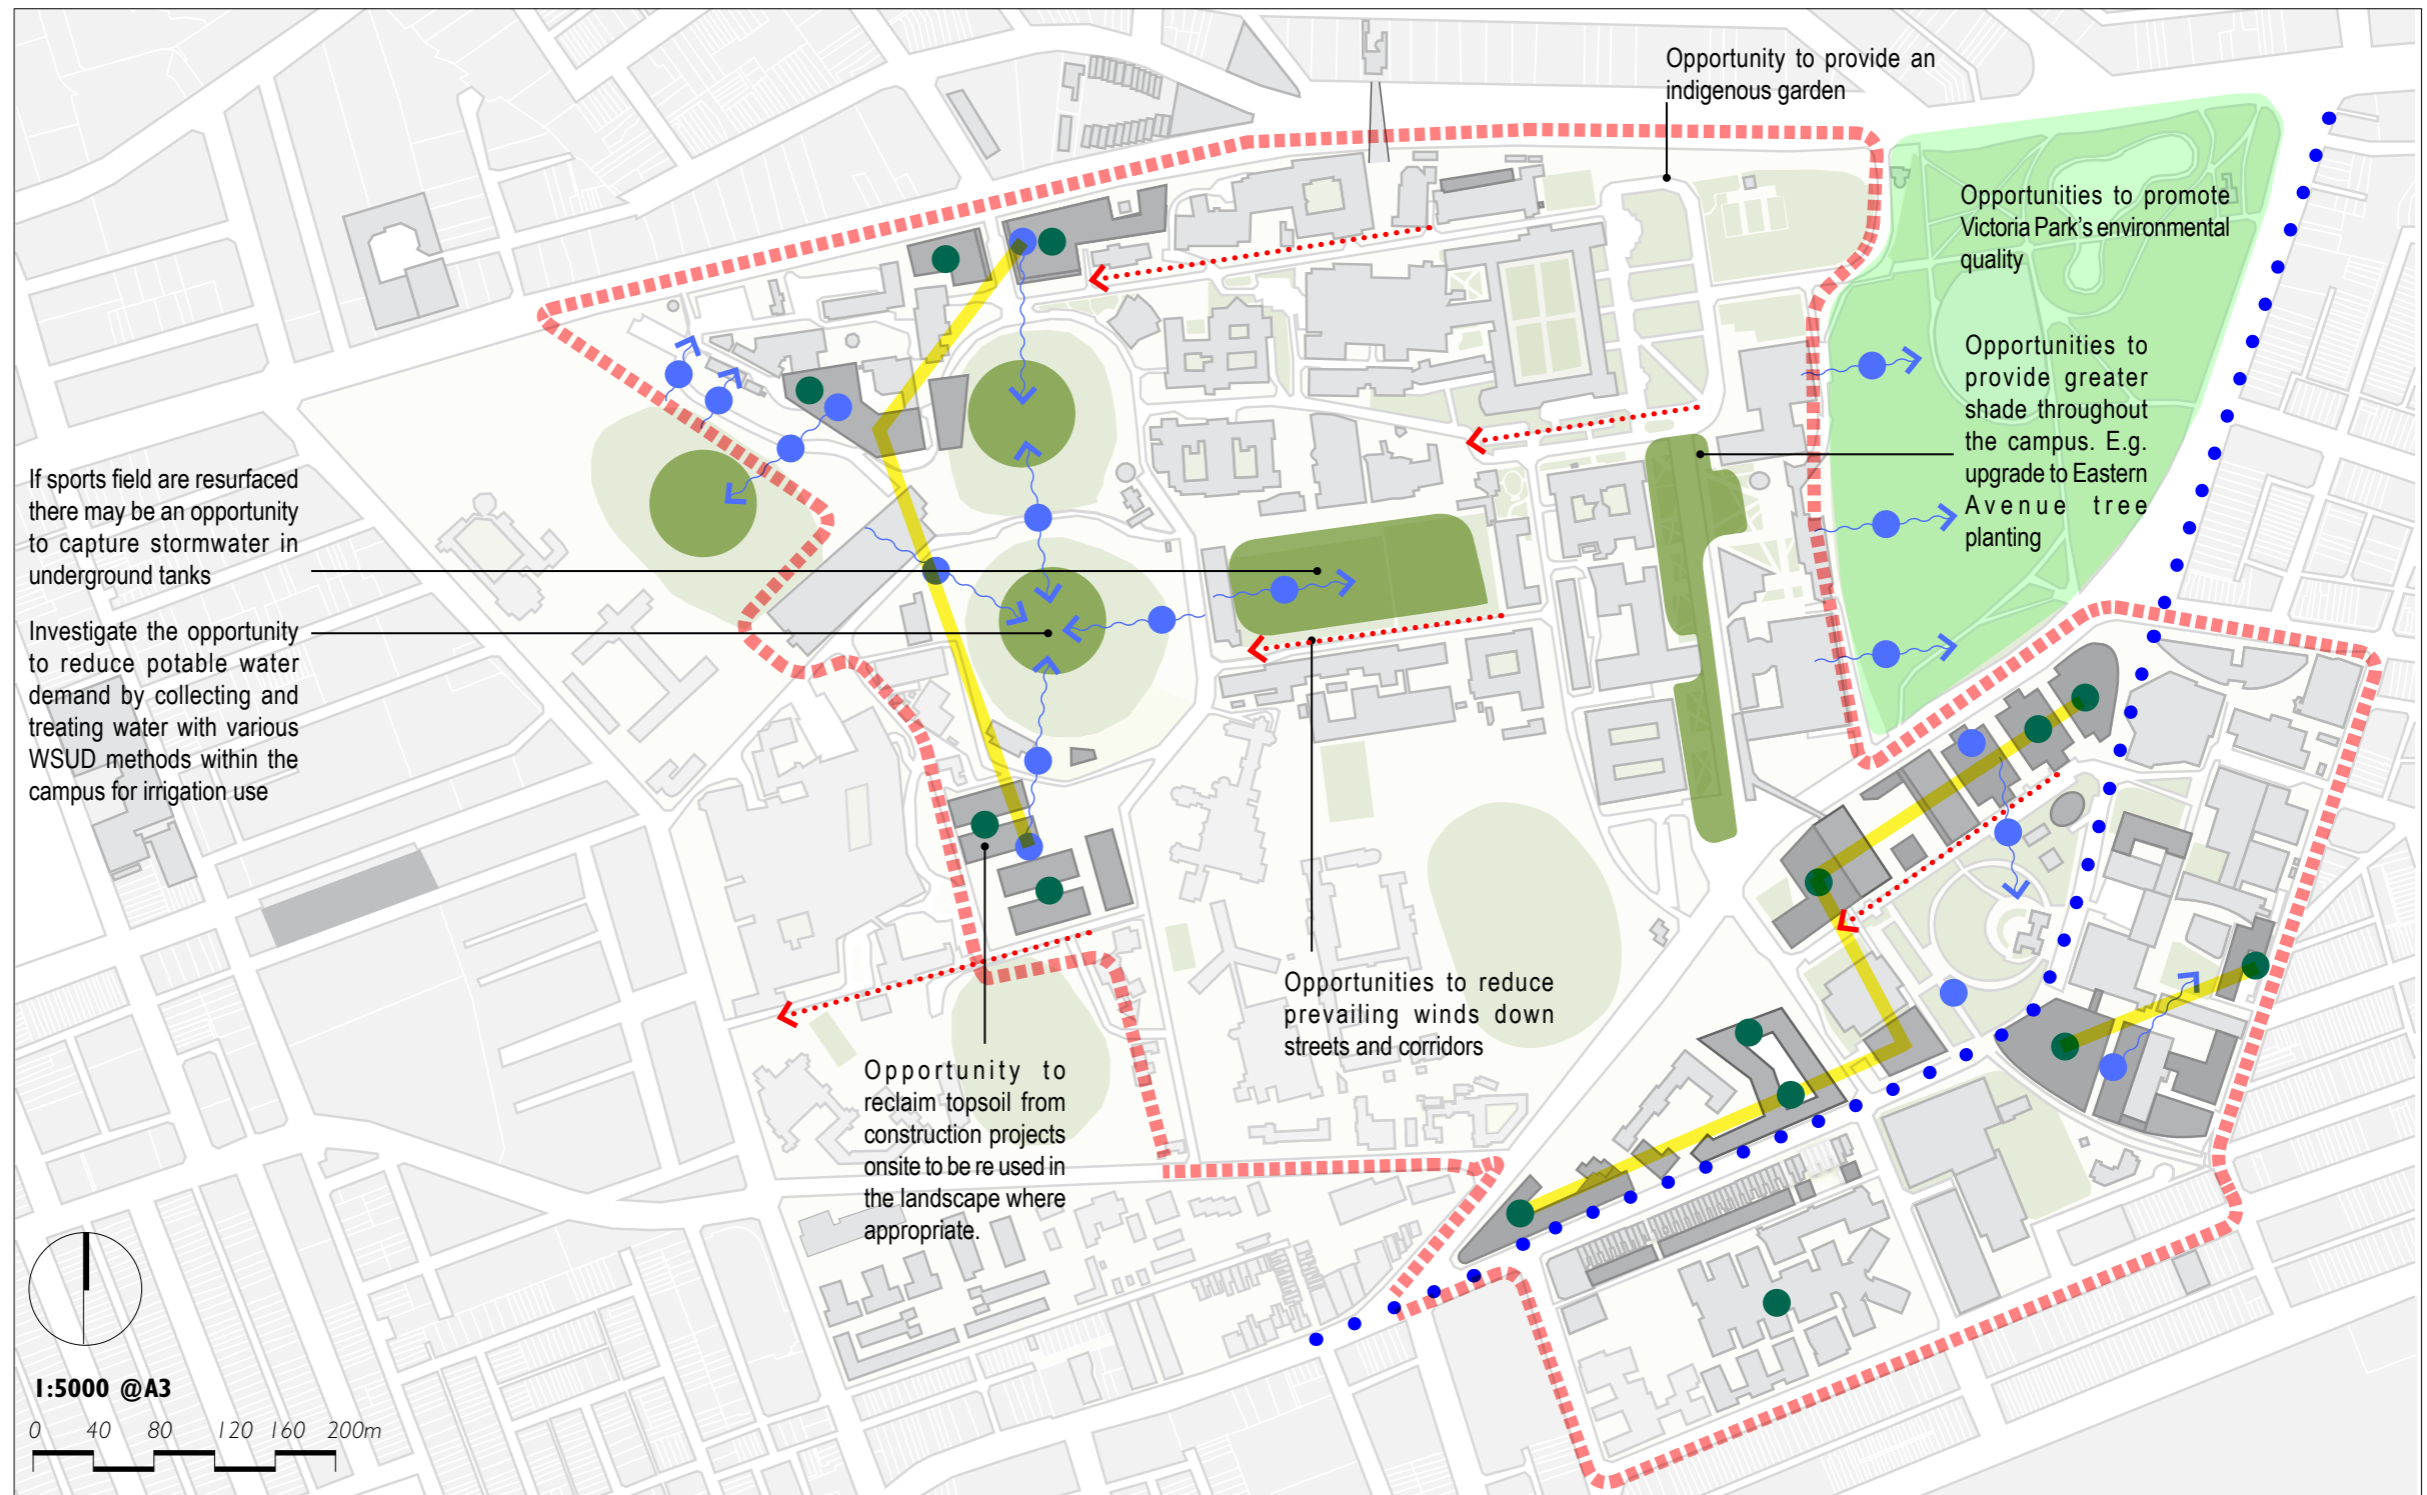 Opportunity to provide an
indigenous garden
Opportunities to promote
Victoria Park's environmental
quality
Opportunities to
provide greater
shade throughout
the campus. E.g.
upgrade to Eastern
Avenue tree
planting
If sports field are resurfaced
there may be an opportunity
to capture stormwater in
underground tanks
Investigate the opportunity
to reduce potable water
demand by collecting and
treating water with various
WSUD methods within the
campus for irrigation use
Opportunities to reduce
prevailing winds down
streets and corridors
Opportunity to
reclaim topsoil from
construction projects
onsite to be re used in
the landscape where
appropriate.
1:5000 @A3
0 40 80 120 160 200m